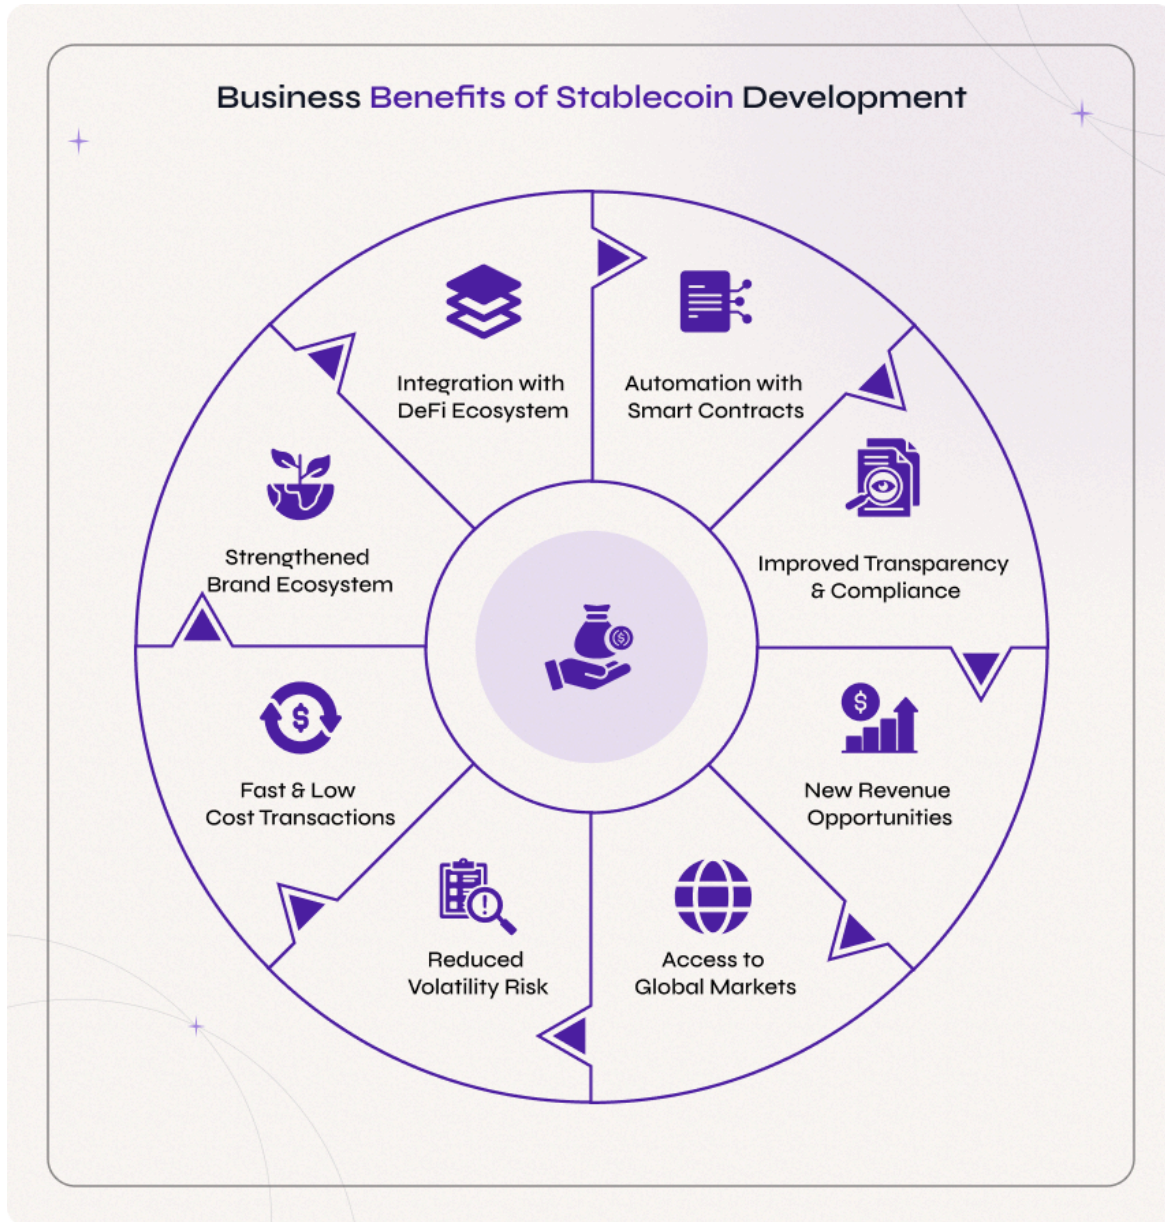 Business Benefits of Stablecoin Development
Integration with
DeFi Ecosystem
Automation with
Smart Contracts
Improved Transparency
& Compliance
New Revenue
Opportunities
Access to
Global Markets
Reduced
Volatility Risk
Fast & Low
Cost Transactions
Strengthened
Brand Ecosystem